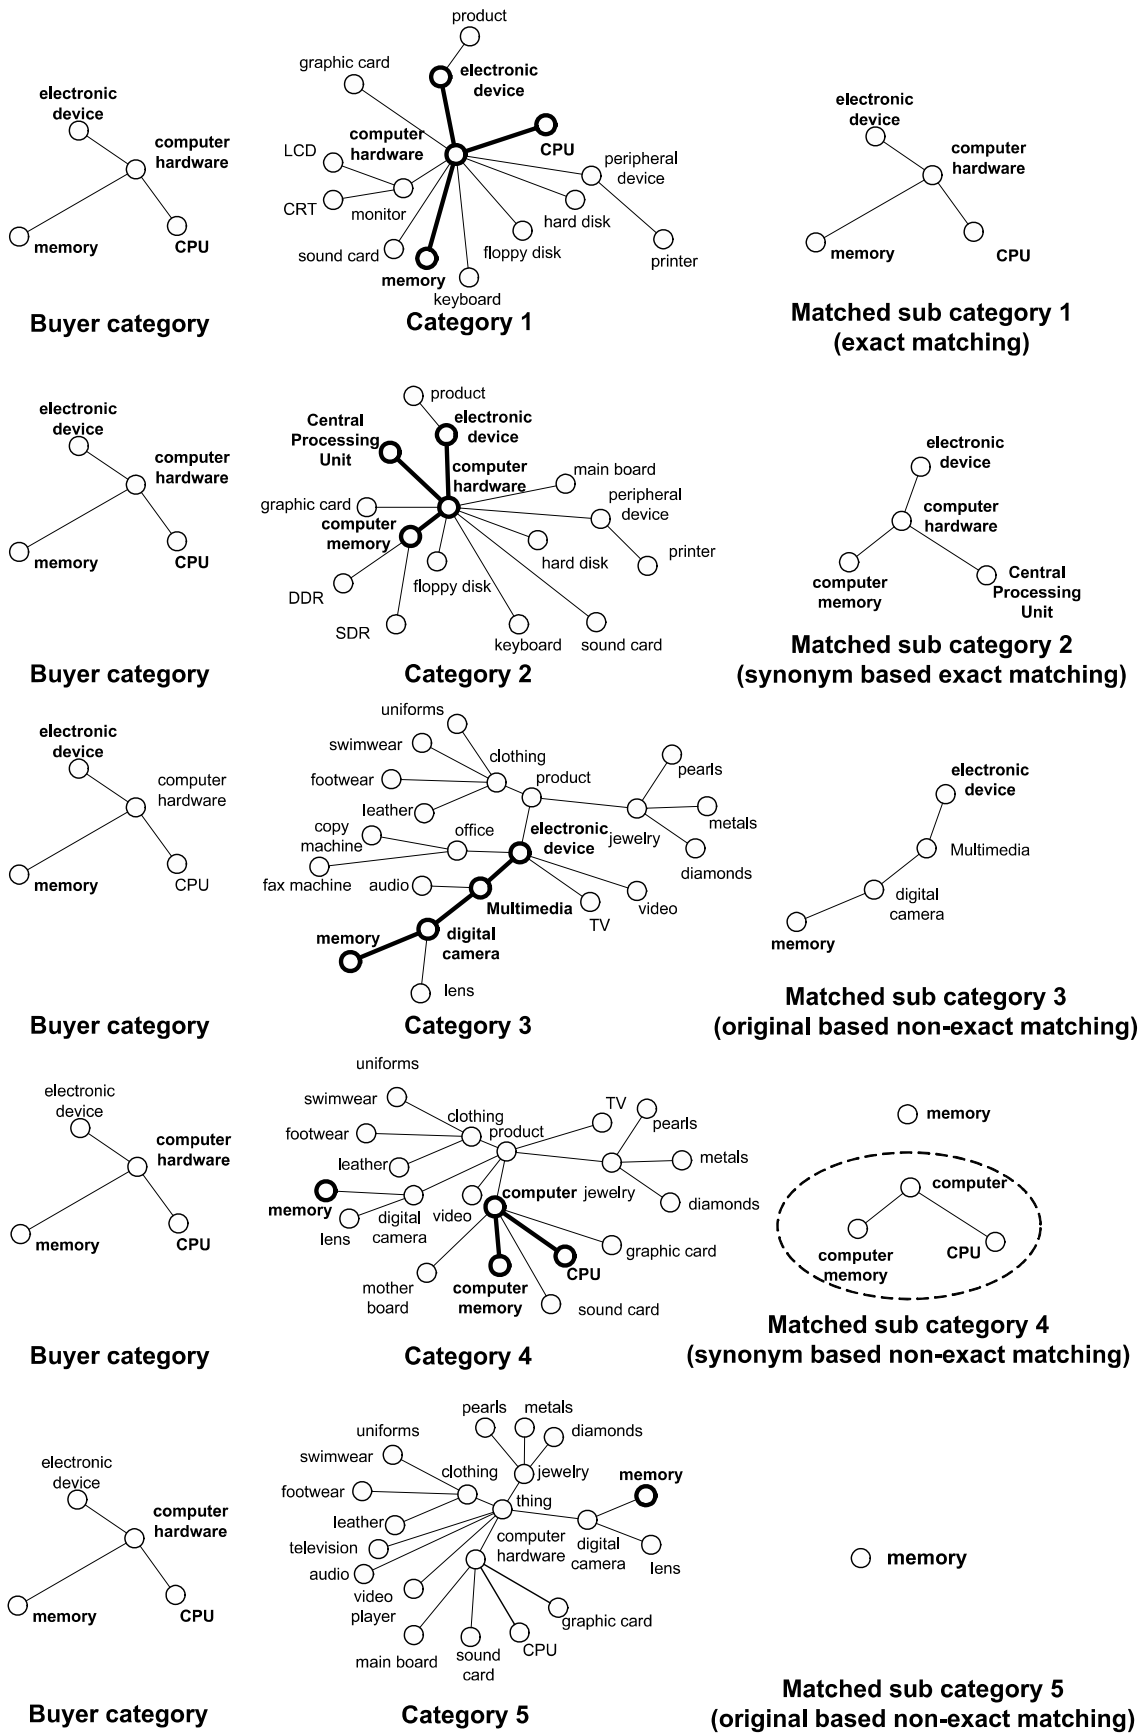 electronic
device
computer
hardware
memory
CPU
Buyer category
product
graphic card
electronic
device
computer
hardware
CPU
LCD
peripheral
device
CRT
monitor
hard disk
sound card
floppy disk
printer
memory
keyboard
Category 1
electronic
device
computer
hardware
memory
CPU
Matched sub category 1
(exact matching)
electronic
device
computer
hardware
memory
CPU
Buyer category
product
Central
Processing
Unit
electronic
device
computer
hardware
main board
graphic card
peripheral
device
computer
memory
hard disk
printer
floppy disk
DDR
SDR
keyboard
sound card
Category 2
electronic
device
computer
hardware
computer
memory
Central
Processing
Unit
Matched sub category 2
(synonym based exact matching)
electronic
device
computer
hardware
memory
CPU
Buyer category
uniforms
swimwear
clothing
footwear
product
pearls
leather
metals
copy
machine
office
electronic
device
jewelry
diamonds
fax machine
audio
Multimedia
TV
video
memory
digital
camera
lens
Category 3
electronic
device
Multimedia
digital
camera
memory
Matched sub category 3
(original based non-exact matching)
electronic
device
computer
hardware
memory
CPU
Buyer category
uniforms
swimwear
clothing
TV
footwear
product
pearls
leather
metals
memory
computer
jewelry
lens
digital
camera
video
diamonds
graphic card
mother
board
computer
memory
CPU
sound card
Category 4
memory
computer
computer
memory
CPU
Matched sub category 4
(synonym based non-exact matching)
electronic
device
computer
hardware
memory
CPU
Buyer category
pearls
metals
uniforms
diamonds
swimwear
clothing
jewelry
memory
footwear
thing
leather
television
computer
hardware
digital
camera
lens
audio
video
player
graphic card
main board
sound
card
CPU
Category 5
memory
Matched sub category 5
(original based non-exact matching)